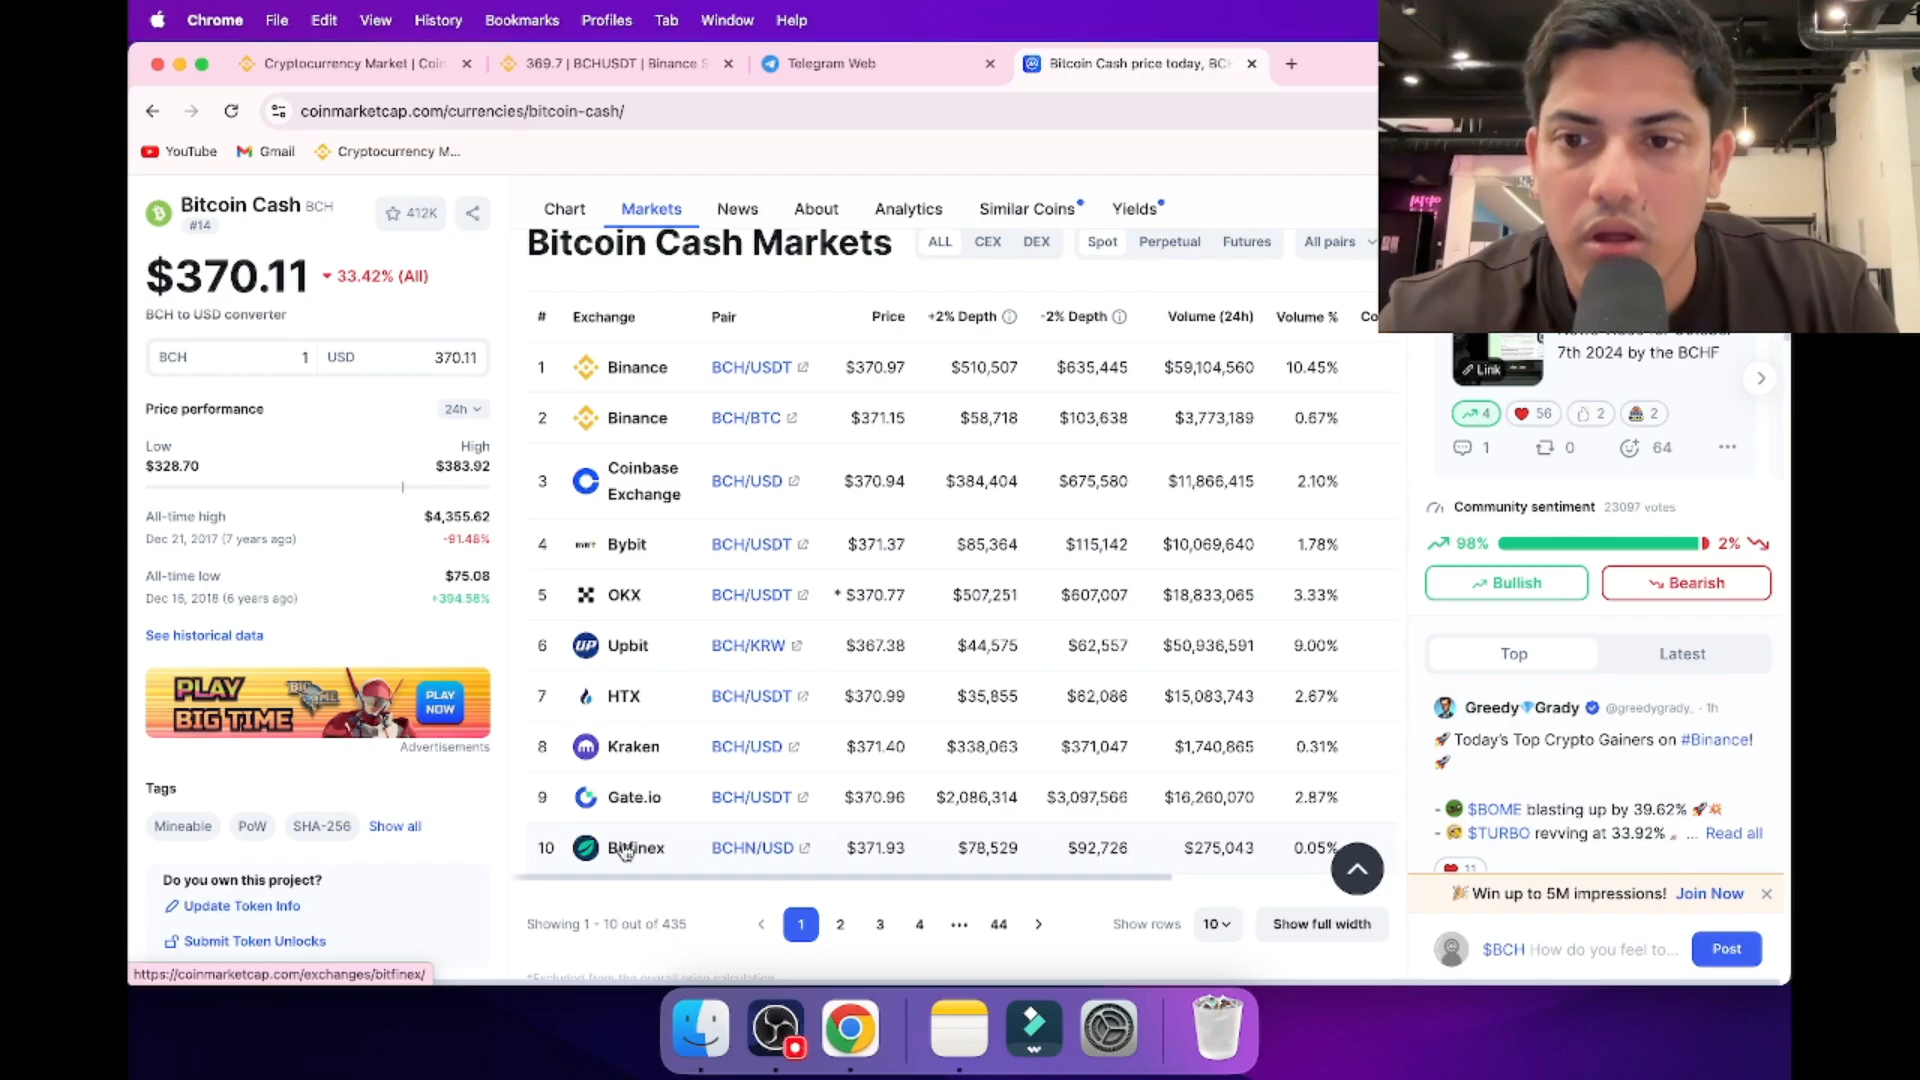 Chrome File Edit View History Bookmarks Profiles Tab Window Help
Cryptocurrency Market | Coin
369.7 | BCHUSDT | Binance S
Telegram Web
Bitcoin Cash price today, BCH
coinmarketcap.com/currencies/bitcoin-cash/
YouTube Gmail Cryptocurrency M...
Bitcoin Cash BCH
#14
412K
$370.11 33.42% (All)
BCH to USD converter
BCH 1 USD 370.11
Price performance 24h
Low High
$328.70 $383.92
All-time high $4,355.62
Dec 21, 2017 (7 years ago) -91.48%
All-time low $75.08
Dec 16, 2018 (6 years ago) +394.58%
See historical data
PLAY BIG TIME
BIG TIME
PLAY NOW
Advertisements
Tags
Mineable PoW SHA-256 Show all
Do you own this project?
Update Token Info
Submit Token Unlocks
https://coinmarketcap.com/exchanges/bitfinex/
Chart Markets News About Analytics Similar Coins Yields
Bitcoin Cash Markets ALL CEX DEX Spot Perpetual Futures All pairs
# Exchange Pair Price +2% Depth -2% Depth Volume (24h) Volume % Co
1 Binance BCH/USDT $370.97 $510,507 $635,445 $59,104,560 10.45%
2 Binance BCH/BTC $371.15 $58,718 $103,638 $3,773,189 0.67%
3 Coinbase Exchange BCH/USD $370.94 $384,404 $675,580 $11,866,415 2.10%
4 Bybit BCH/USDT $371.37 $85,364 $115,142 $10,069,640 1.78%
5 OKX BCH/USDT * $370.77 $507,251 $607,007 $18,833,065 3.33%
6 Upbit BCH/KRW $367.38 $44,575 $62,557 $50,936,591 9.00%
7 HTX BCH/USDT $370.99 $35,855 $62,086 $15,083,743 2.67%
8 Kraken BCH/USD $371.40 $338,063 $371,047 $1,740,865 0.31%
9 Gate.io BCH/USDT $370.96 $2,086,314 $3,097,566 $16,260,070 2.87%
10 Bitfinex BCHN/USD $371.93 $78,529 $92,726 $275,043 0.05%
Showing 1 - 10 out of 435 1 2 3 4 ... 44 Show rows 10 Show full width
*Excluded from the overall price calculation
7th 2024 by the BCHF
Link
4 56 2 2
1 0 64
Community sentiment 23097 votes
98% 2%
Bullish Bearish
Top Latest
Greedy Grady @greedygrady_ · 1h
Today's Top Crypto Gainers on #Binance!
- $BOME blasting up by 39.62%
- $TURBO revving at 33.92% ... Read all
11
Win up to 5M impressions! Join Now
$BCH How do you feel to... Post